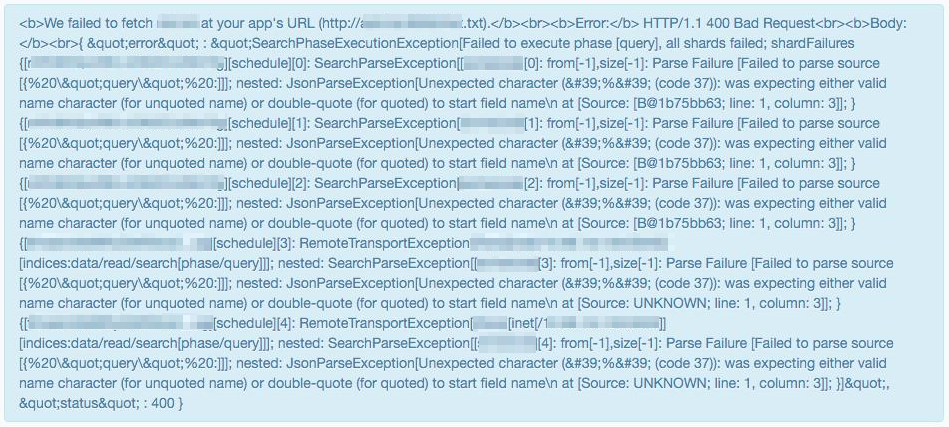 <br><b>We failed to fetch at your app's URL (http://a .txt).</b><br><b>Error:</b> HTTP/1.1 400 Bad Request<br><b>Body:
</b><br>{ &quot;error&quot; : &quot;SearchPhaseExecutionException[Failed to execute phase [query], all shards failed; shardFailures
{[ [schedule][0]: SearchParseException[[ [0]: from[-1],size[-1]: Parse Failure [Failed to parse source
[{%20\&quot;query\&quot;%20:]]]; nested: JsonParseException[Unexpected character (&#39;%&#39; (code 37)): was expecting either valid
name character (for unquoted name) or double-quote (for quoted) to start field name\n at [Source: [B@1b75bb63; line: 1, column: 3]]; }
{[ [schedule][1]: SearchParseException[ [1]: from[-1],size[-1]: Parse Failure [Failed to parse source
[{%20\&quot;query\&quot;%20:]]]; nested: JsonParseException[Unexpected character (&#39;%&#39; (code 37)): was expecting either valid
name character (for unquoted name) or double-quote (for quoted) to start field name\n at [Source: [B@1b75bb63; line: 1, column: 3]]; }
{[ [schedule][2]: SearchParseException[ [2]: from[-1],size[-1]: Parse Failure [Failed to parse source
[{%20\&quot;query\&quot;%20:]]]; nested: JsonParseException[Unexpected character (&#39;%&#39; (code 37)): was expecting either valid
name character (for unquoted name) or double-quote (for quoted) to start field name\n at [Source: [B@1b75bb63; line: 1, column: 3]]; }
{[ [schedule][3]: RemoteTransportException
[indices:data/read/search[phase/query]]]; nested: SearchParseException[[ [3]: from[-1],size[-1]: Parse Failure [Failed to parse source
[{%20\&quot;query\&quot;%20:]]]; nested: JsonParseException[Unexpected character (&#39;%&#39; (code 37)): was expecting either valid
name character (for unquoted name) or double-quote (for quoted) to start field name\n at [Source: UNKNOWN; line: 1, column: 3]]; }
{[ [schedule][4]: RemoteTransportException[ [inet[/1 ]]
[indices:data/read/search[phase/query]]]; nested: SearchParseException[[ [4]: from[-1],size[-1]: Parse Failure [Failed to parse source
[{%20\&quot;query\&quot;%20:]]]; nested: JsonParseException[Unexpected character (&#39;%&#39; (code 37)): was expecting either valid
name character (for unquoted name) or double-quote (for quoted) to start field name\n at [Source: UNKNOWN; line: 1, column: 3]]; }]&quot;,
&quot;status&quot; : 400 }